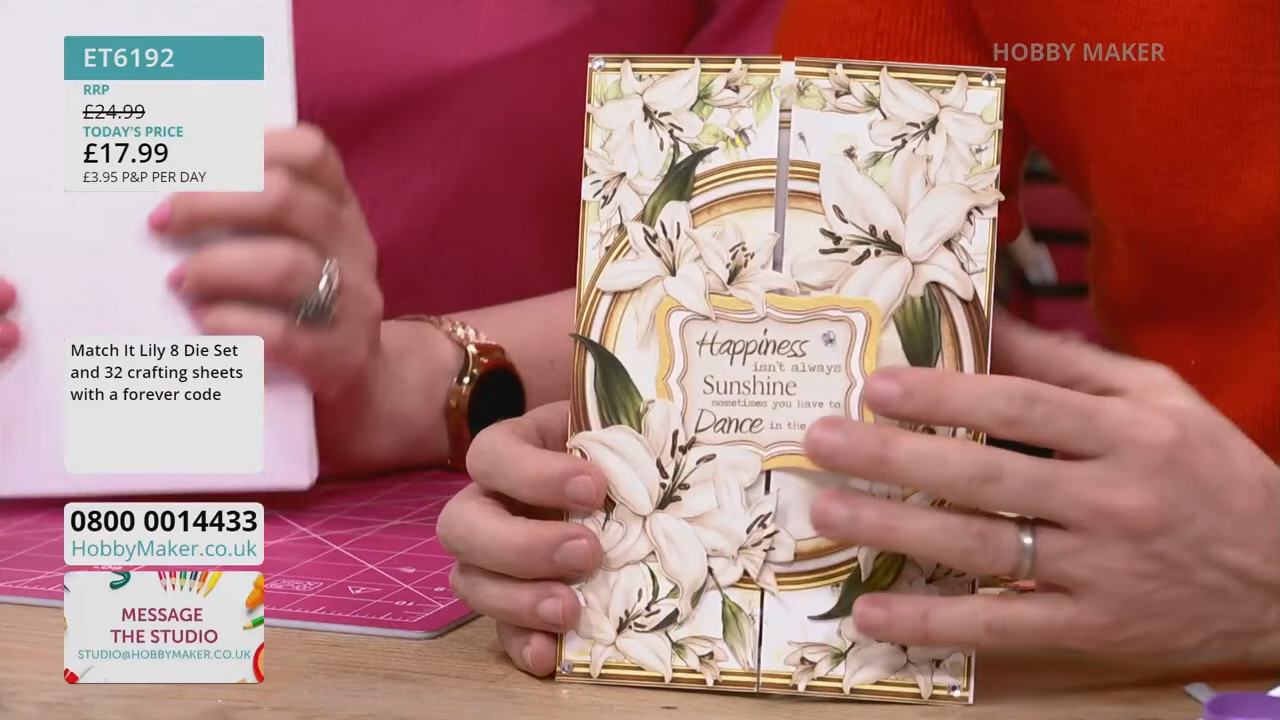 HOBBY MAKER
ET6192
RRP
£24.99
TODAY'S PRICE
£17.99
£3.95 P&P PER DAY
Match It Lily 8 Die Set
and 32 crafting sheets
with a forever code
0800 0014433
HobbyMaker.co.uk
MESSAGE
THE STUDIO
STUDIO@HOBBYMAKER.CO.UK
Happiness
isn't always
Sunshine
sometimes you have to
Dance in the